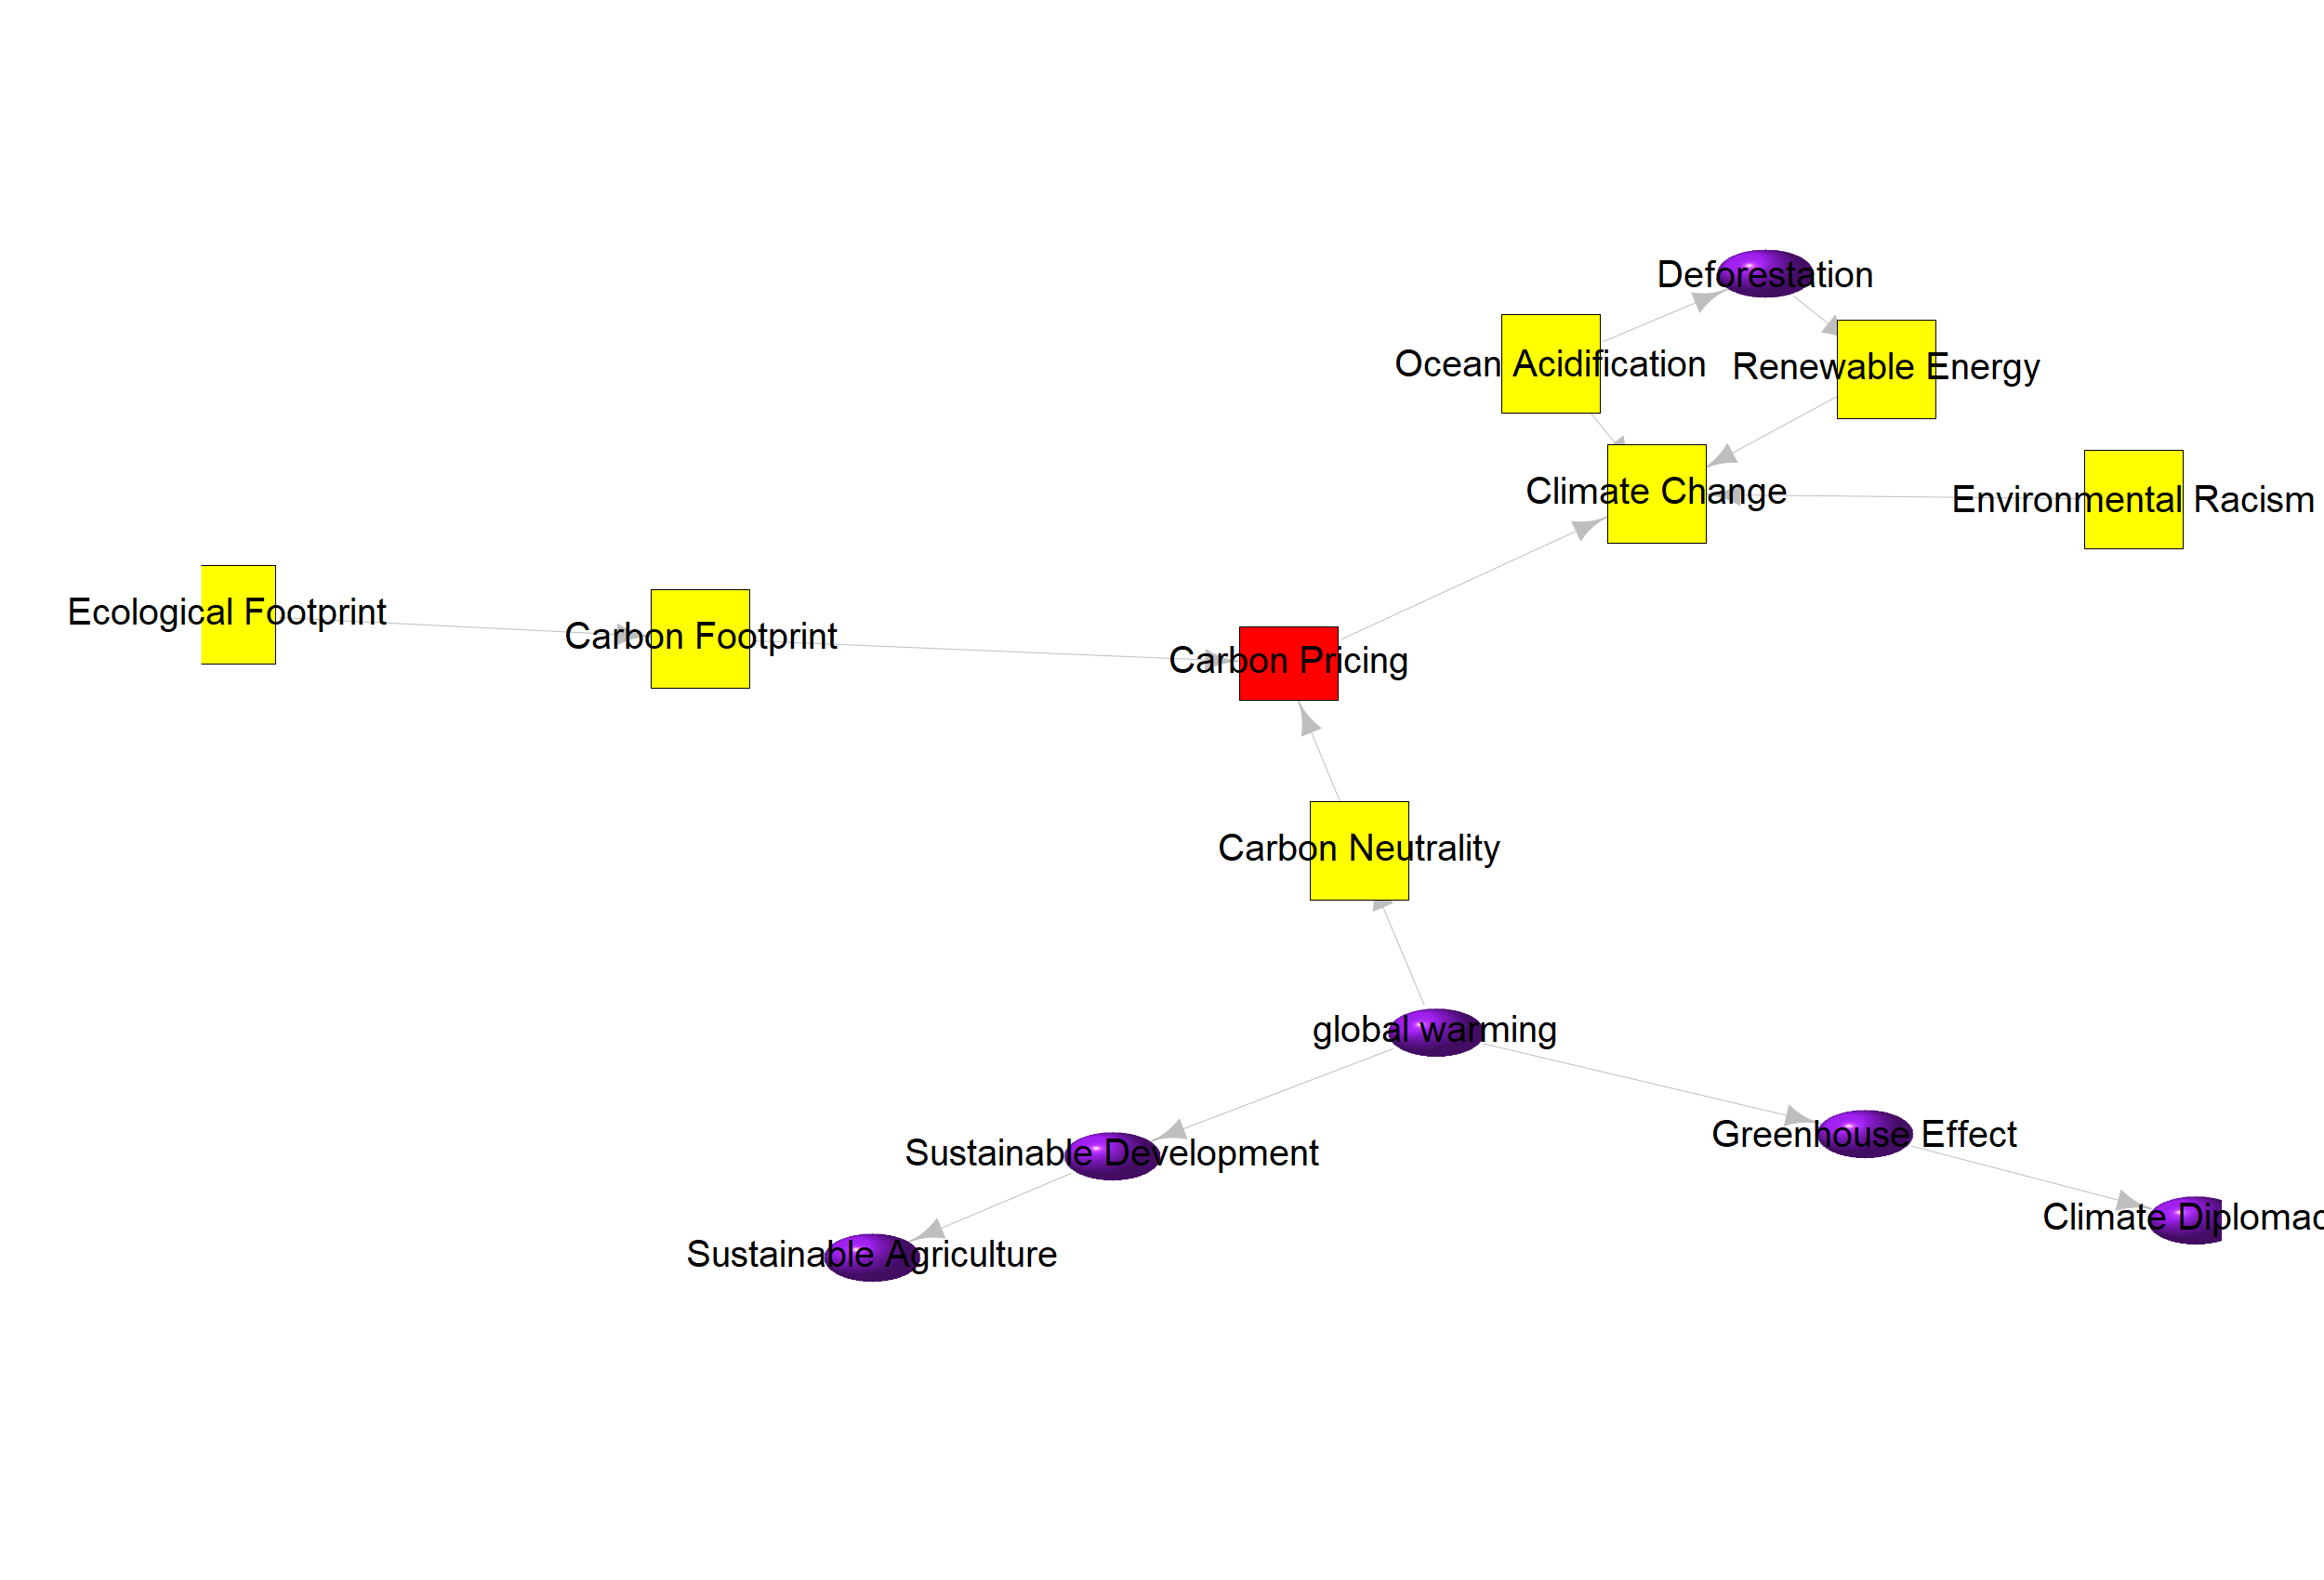 Deforestation
Ocean Acidification
Renewable Energy
Climate Change
Environmental Racism
Ecological Footprint
Carbon Footprint
Carbon Pricing
Carbon Neutrality
global warming
Greenhouse Effect
Sustainable Development
Climate Diplomac
Sustainable Agriculture